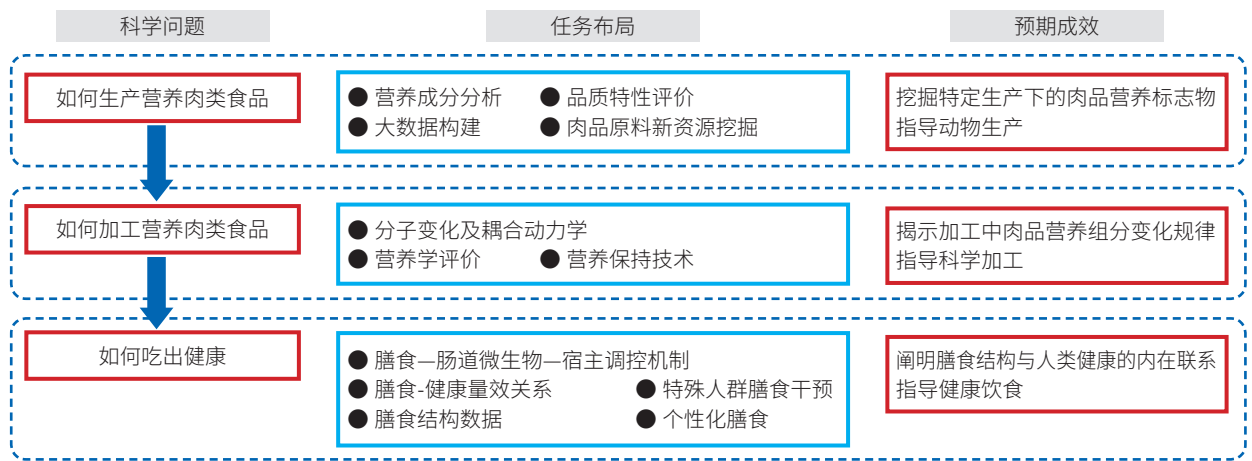 科学问题
任务布局
预期成效
如何生产营养肉类食品
● 营养成分分析 ● 品质特性评价
● 大数据构建 ● 肉品原料新资源挖掘
挖掘特定生产下的肉品营养标志物
指导动物生产
如何加工营养肉类食品
● 分子变化及耦合动力学
● 营养学评价 ● 营养保持技术
揭示加工中肉品营养组分变化规律
指导科学加工
如何吃出健康
● 膳食—肠道微生物—宿主调控机制
● 膳食-健康量效关系 ● 特殊人群膳食干预
● 膳食结构数据 ● 个性化膳食
阐明膳食结构与人类健康的内在联系
指导健康饮食